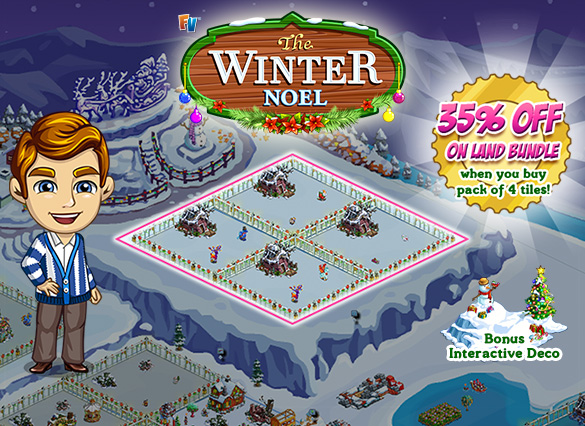 FV
The
WINTER
NOEL
35% OFF
ON LAND BUNDLE
when you buy
pack of 4 tiles!
Bonus
Interactive Deco